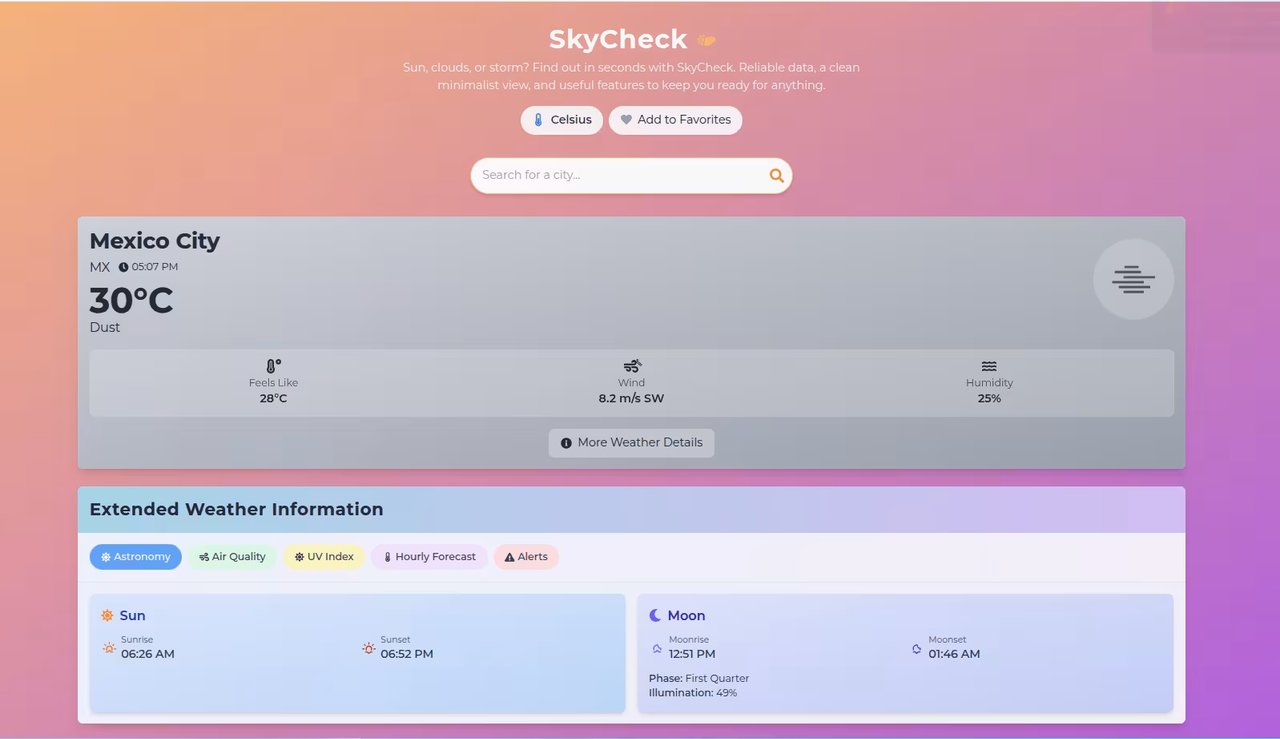 SkyCheck
Sun, clouds, or storm? Find out in seconds with SkyCheck. Reliable data, a clean
minimalist view, and useful features to keep you ready for anything.
Celsius
Add to Favorites
Search for a city...
Mexico City
MX 05:07 PM
30°C
Dust
Feels Like
28°C
Wind
8.2 m/s SW
Humidity
25%
More Weather Details
Extended Weather Information
Astronomy
Air Quality
UV Index
Hourly Forecast
Alerts
Sun
Sunrise
06:26 AM
Sunset
06:52 PM
Moon
Moonrise
12:51 PM
Moonset
01:46 AM
Phase: First Quarter
Illumination: 49%